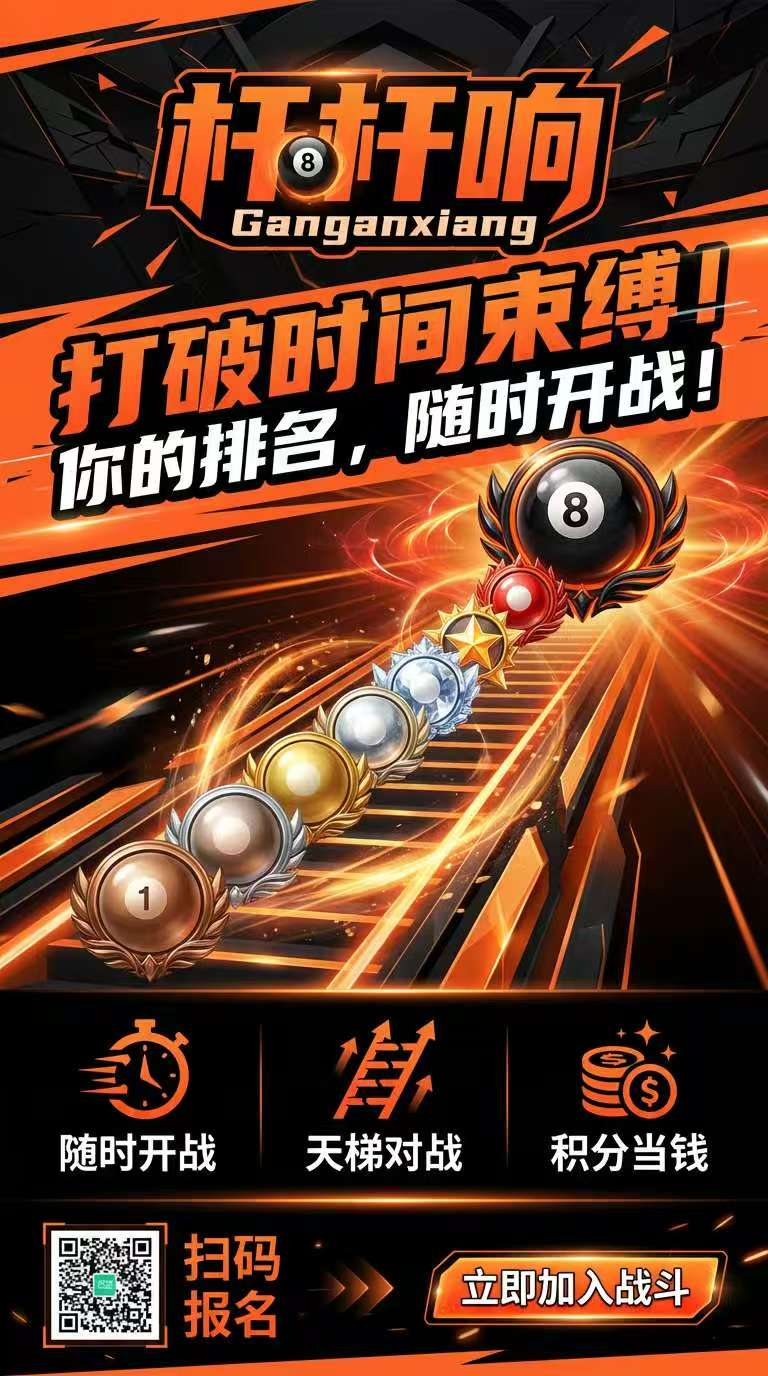 杆杆响
8
Ganganxiang
打破时间束缚！
你的排名，随时开战！
8
1
随时开战
天梯对战
积分当钱
扫码
报名
立即加入战斗